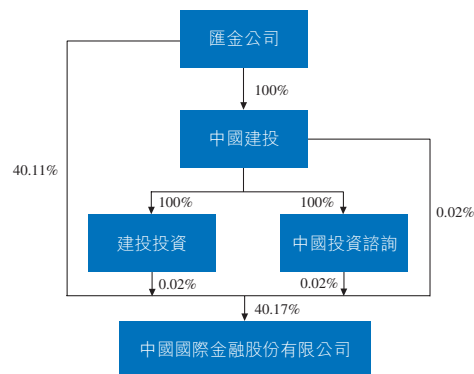 匯金公司
100%
中國建投
40.11%
100%
100%
0.02%
建投投資
中國投資諮詢
0.02%
0.02%
40.17%
中國國際金融股份有限公司